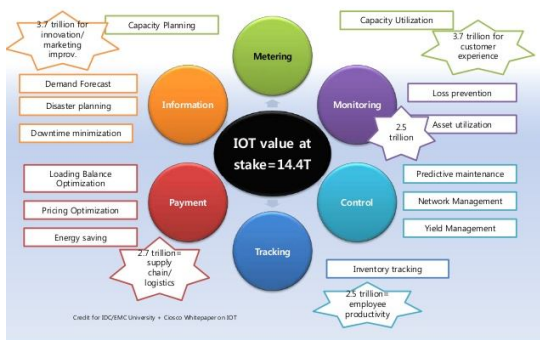 3.7 trillion for
innovation/
marketing
improv.
Capacity Planning
Capacity Utilization
3.7 trillion for
customer
experience
Metering
Demand Forecast
Disaster planning
Downtime minimization
Information
Monitoring
Loss prevention
Asset utilization
2.5
trillion
IOT value at
stake=14.4T
Loading Balance
Optimization
Pricing Optimization
Energy saving
Payment
Control
Predictive maintenance
Network Management
Yield Management
Tracking
2.7 trillion=
supply
chain/
logistics
Inventory tracking
2.5 trillion=
employee
productivity
Credit for IDC/EMC University + Ciosco Whitepaper on IOT